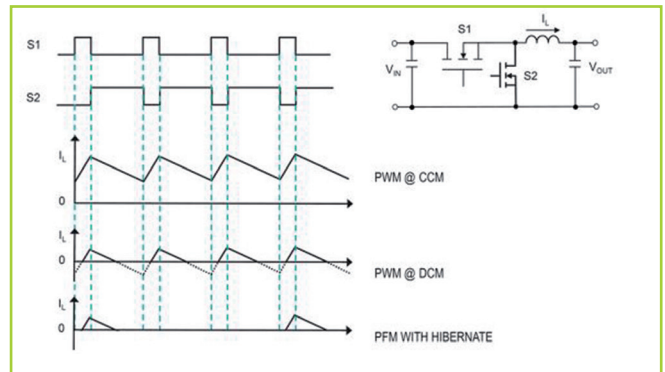 S1
S2
IL
0
PWM @ CCM
IL
0
PWM @ DCM
IL
0
PFM WITH HIBERNATE
S1
IL
VIN
S2
VOUT